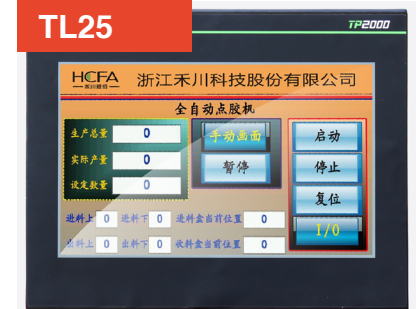 TL25
TP2000
HCFA
禾川科技
浙江禾川科技股份有限公司
全自动点胶机
生产总量 0
实际产量 0
设定数量 0
手动画面
暂停
启动
停止
复位
I/O
进料上 0 进料下 0 进料盒当前位置 0
出料上 0 出料下 0 收料盒当前位置 0